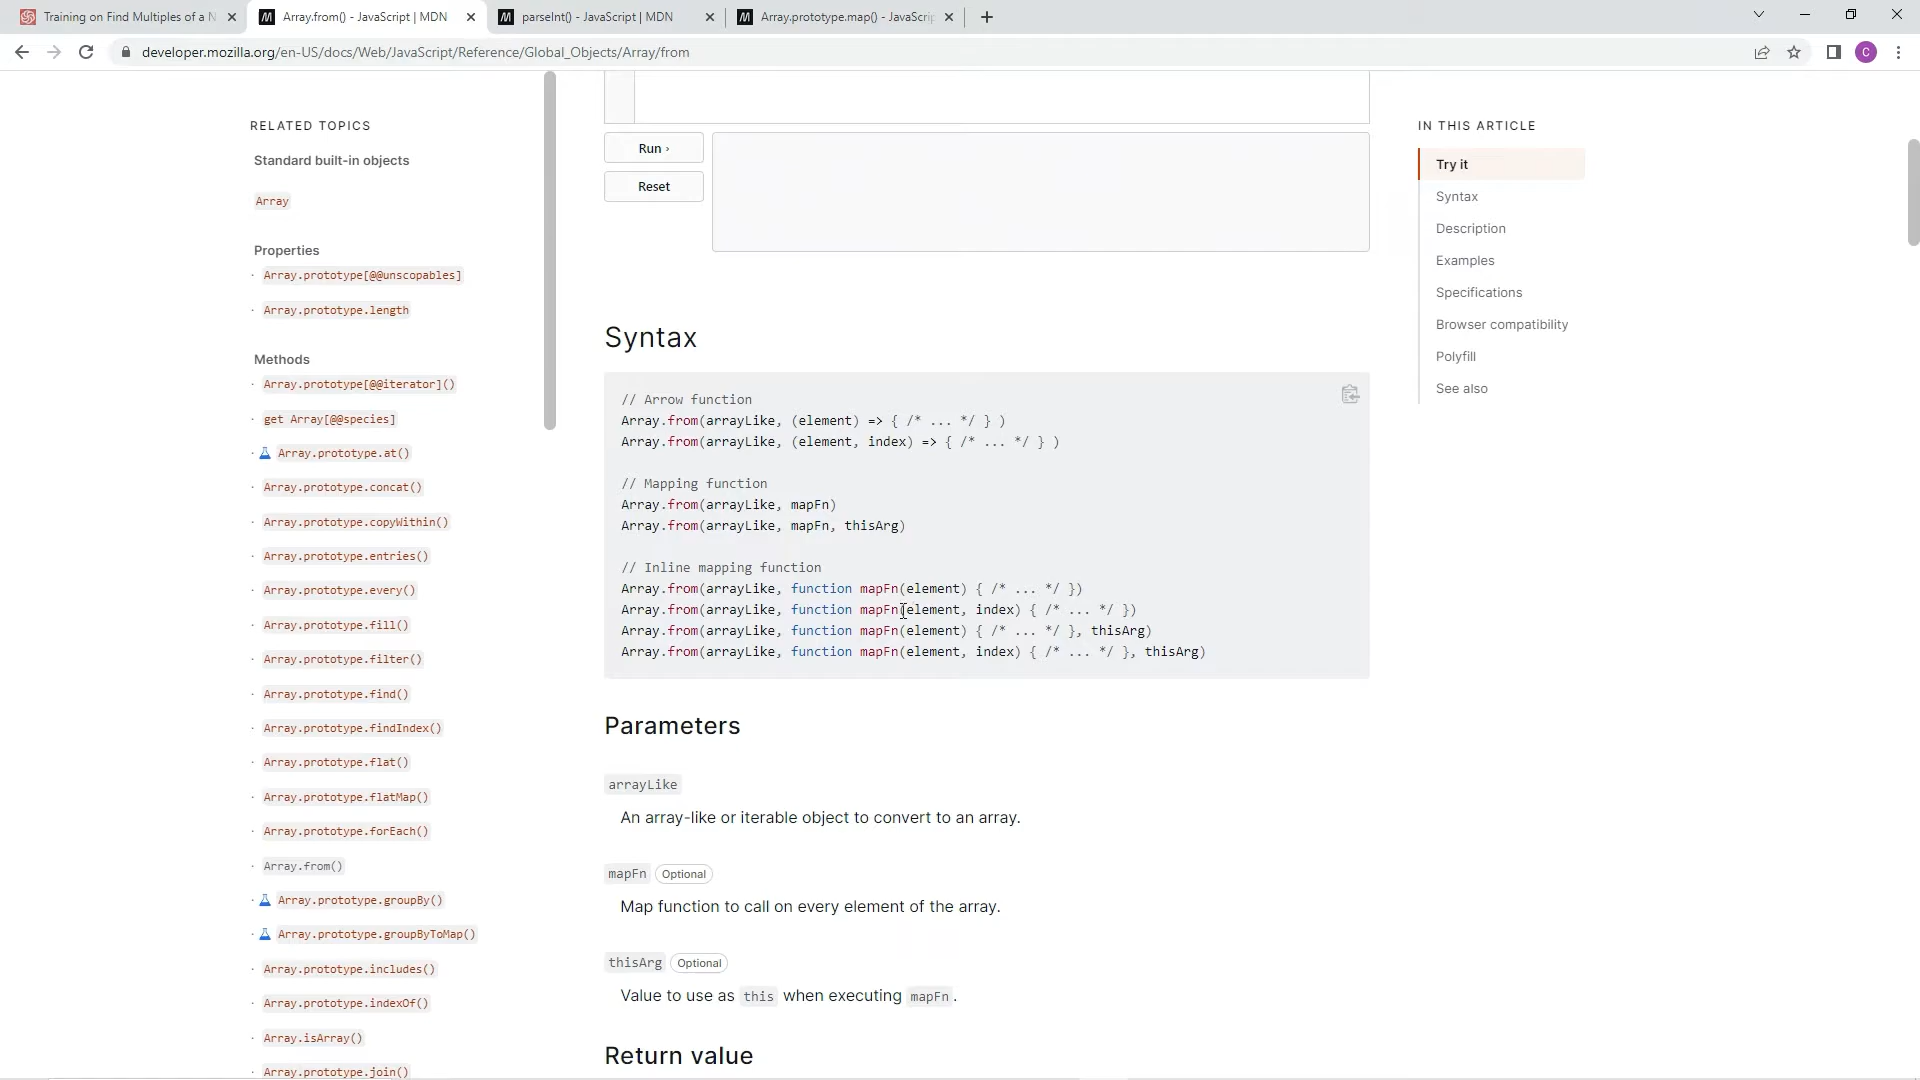 Training on Find Multiples of a N
Array.from() - JavaScript | MDN
parseInt() - JavaScript | MDN
Array.prototype.map() - JavaScrip
developer.mozilla.org/en-US/docs/Web/JavaScript/Reference/Global_Objects/Array/from
C
RELATED TOPICS
Standard built-in objects
Array
Properties
Array.prototype[@@unscopables]
Array.prototype.length
Methods
Array.prototype[@@iterator]()
get Array[@@species]
Array.prototype.at()
Array.prototype.concat()
Array.prototype.copyWithin()
Array.prototype.entries()
Array.prototype.every()
Array.prototype.fill()
Array.prototype.filter()
Array.prototype.find()
Array.prototype.findIndex()
Array.prototype.flat()
Array.prototype.flatMap()
Array.prototype.forEach()
Array.from()
Array.prototype.groupBy()
Array.prototype.groupByToMap()
Array.prototype.includes()
Array.prototype.indexOf()
Array.isArray()
Array.prototype.join()
Run ›
Reset
Syntax
// Arrow function
Array.from(arrayLike, (element) => { /* ... */ } )
Array.from(arrayLike, (element, index) => { /* ... */ } )
// Mapping function
Array.from(arrayLike, mapFn)
Array.from(arrayLike, mapFn, thisArg)
// Inline mapping function
Array.from(arrayLike, function mapFn(element) { /* ... */ })
Array.from(arrayLike, function mapFn(element, index) { /* ... */ })
Array.from(arrayLike, function mapFn(element) { /* ... */ }, thisArg)
Array.from(arrayLike, function mapFn(element, index) { /* ... */ }, thisArg)
Parameters
arrayLike
An array-like or iterable object to convert to an array.
mapFn Optional
Map function to call on every element of the array.
thisArg Optional
Value to use as this when executing mapFn.
Return value
IN THIS ARTICLE
Try it
Syntax
Description
Examples
Specifications
Browser compatibility
Polyfill
See also